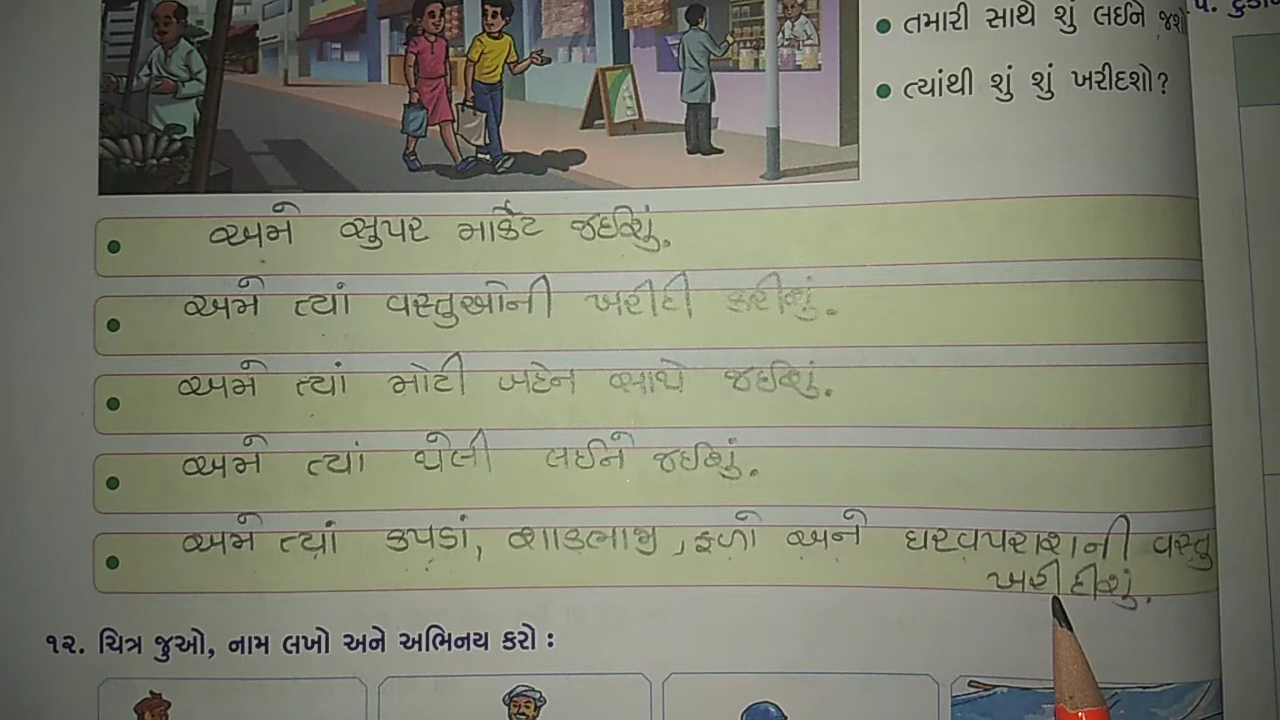 તમારી સાથે શું લઈને જશો
ત્યાંથી શું શું ખરીદશો?
અમે સુપર માર્કેટ જઈશું.
અમે ત્યાં વસ્તુઓની ખરીદી કરીશું.
અમે ત્યાં મોટી બહેન સાથે જઈશું.
અમે ત્યાં થેલી લઈને જઈશું.
અમે ત્યાં કપડાં, શાકભાજી, ફળો અને ઘરવપરાશની વસ્તુ
ખરીદીશું.
૧૨. ચિત્ર જુઓ, નામ લખો અને અભિનય કરો :